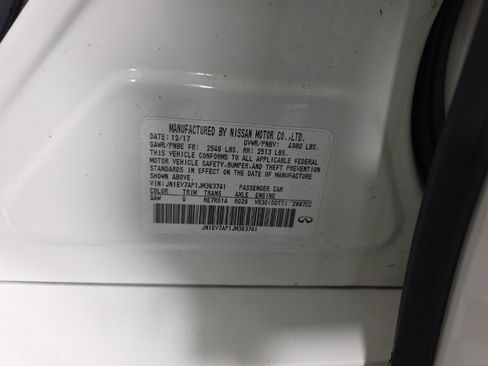 MANUFACTURED BY NISSAN MOTOR CO.,LTD.
DATE: 12/17 GVWR/PNBV: 4980 LBS.
GAWR/PNBE FR: 2546 LBS. RR: 2513 LBS.
THIS VEHICLE CONFORMS TO ALL APPLICABLE FEDERAL
MOTOR VEHICLE SAFETY,BUMPER,AND THEFT PREVENTION
STANDARDS IN EFFECT ON THE DATE OF MANUFACTURE
SHOWN ABOVE.
VIN: JN1EV7AP1JM363741 PASSENGER CAR
COLOR TRIM TRANS AXLE ENGINE
QAW G RE7R01A RG29 VR30(DDTT) 2997CC
JN1EV7AP1JM363741